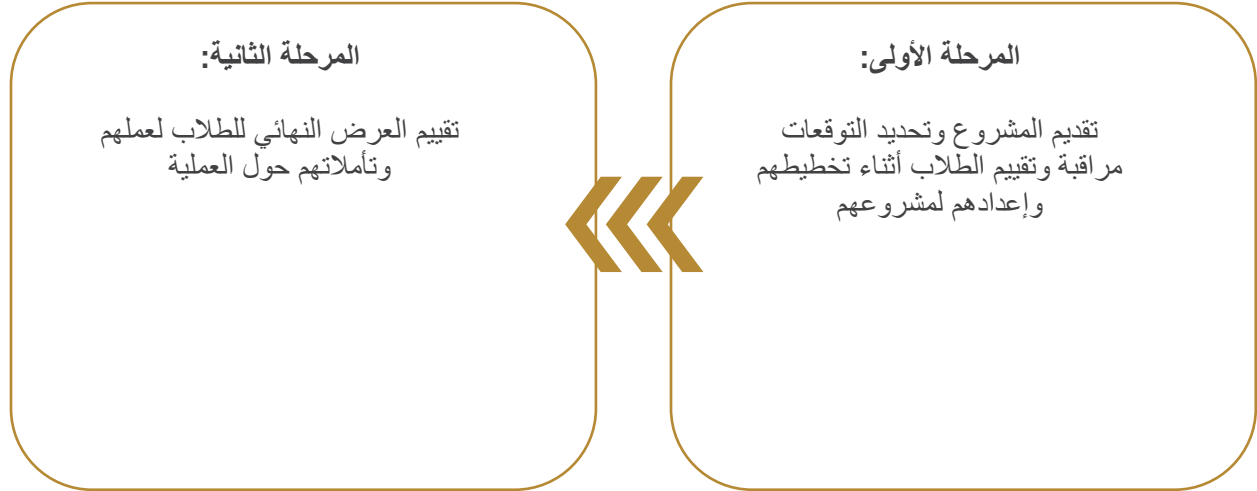 المرحلة الأولى:
تقديم المشروع وتحديد التوقعات
مراقبة وتقييم الطلاب أثناء تخطيطهم
وإعدادهم لمشروعهم
المرحلة الثانية:
تقييم العرض النهائي للطلاب لعملهم
وتأملاتهم حول العملية